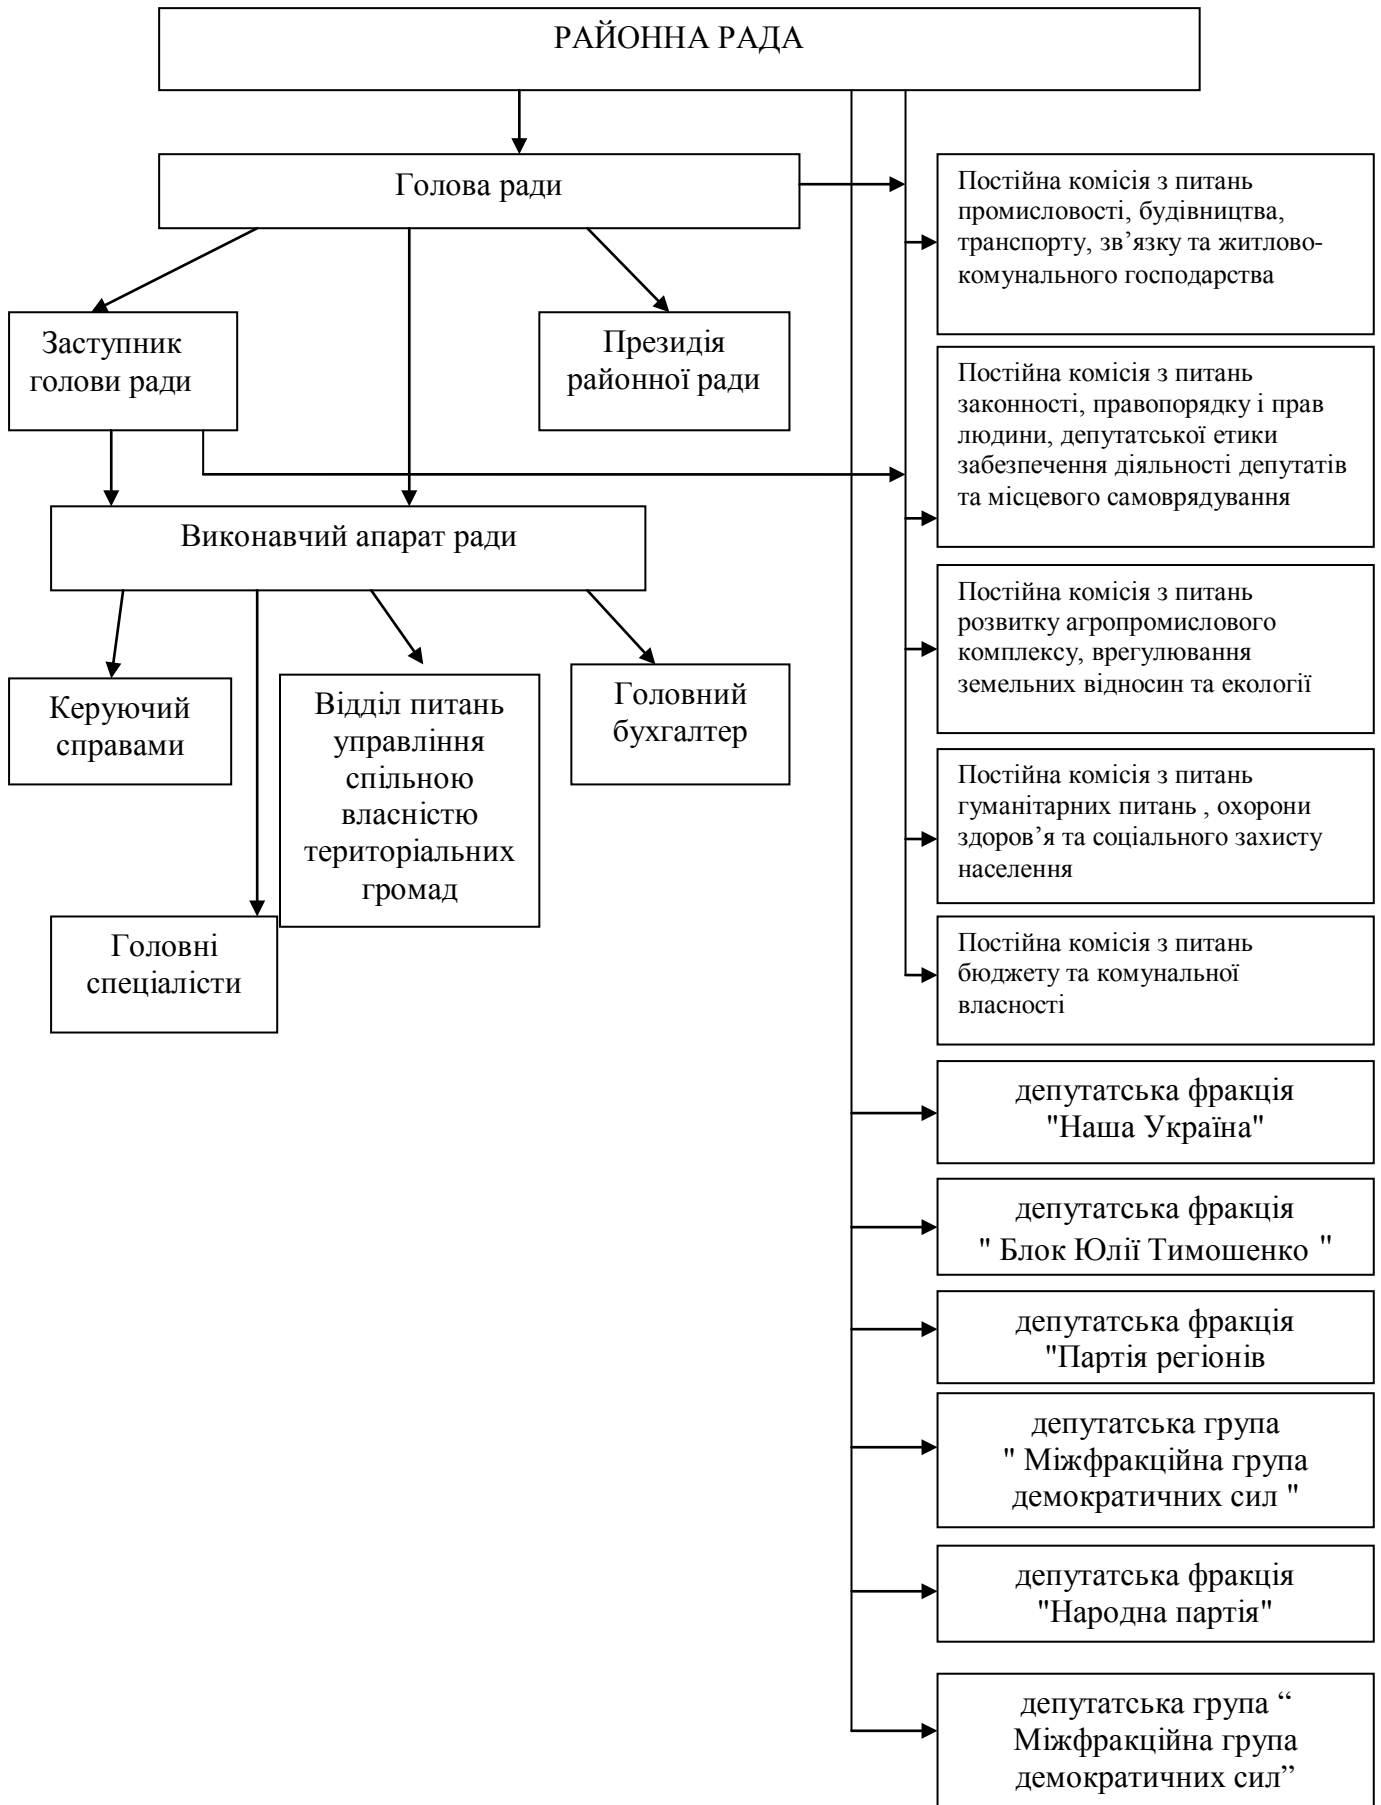 РАЙОННА РАДА
Голова ради
Заступник
голови ради
Президія
районної ради
Виконавчий апарат ради
Керуючий
справами
Головні
спеціалісти
Відділ питань
управління
спільною
власністю
територіальних
громад
Головний
бухгалтер
Постійна комісія з питань
промисловості, будівництва,
транспорту, зв’язку та житлово-
комунального господарства
Постійна комісія з питань
законності, правопорядку і прав
людини, депутатської етики
забезпечення діяльності депутатів
та місцевого самоврядування
Постійна комісія з питань
розвитку агропромислового
комплексу, врегулювання
земельних відносин та екології
Постійна комісія з питань
гуманітарних питань , охорони
здоров’я та соціального захисту
населення
Постійна комісія з питань
бюджету та комунальної
власності
депутатська фракція
"Наша Україна"
депутатська фракція
" Блок Юлії Тимошенко "
депутатська фракція
"Партія регіонів
депутатська група
" Міжфракційна група
демократичних сил "
депутатська фракція
"Народна партія"
депутатська група “
Міжфракційна група
демократичних сил”